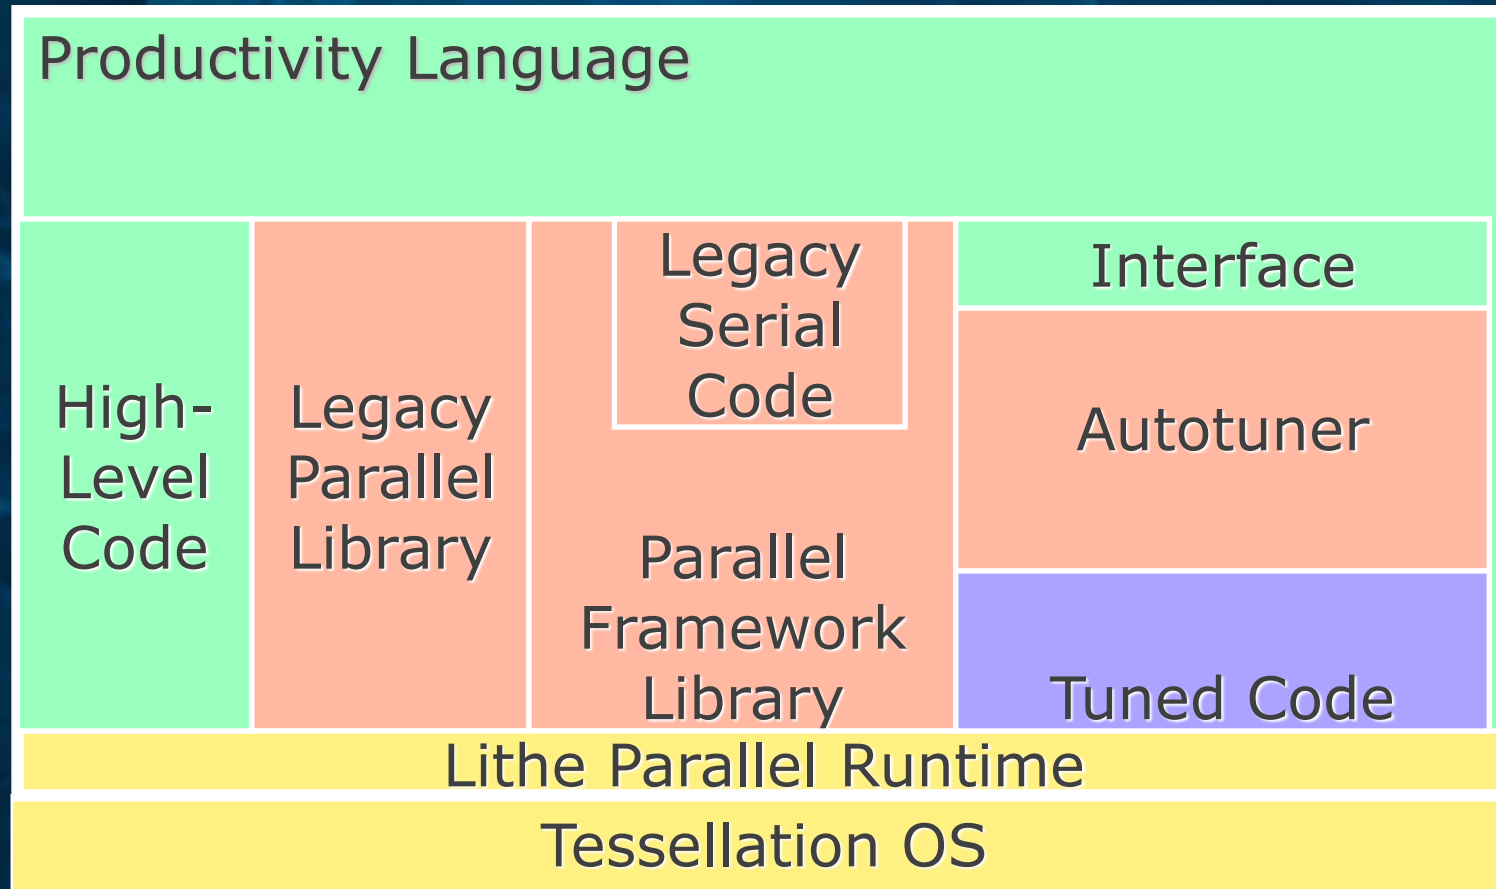 Productivity Language
High-
Level
Code
Legacy
Parallel
Library
Legacy
Serial
Code
Parallel
Framework
Library
Interface
Autotuner
Tuned Code
Lithe Parallel Runtime
Tessellation OS